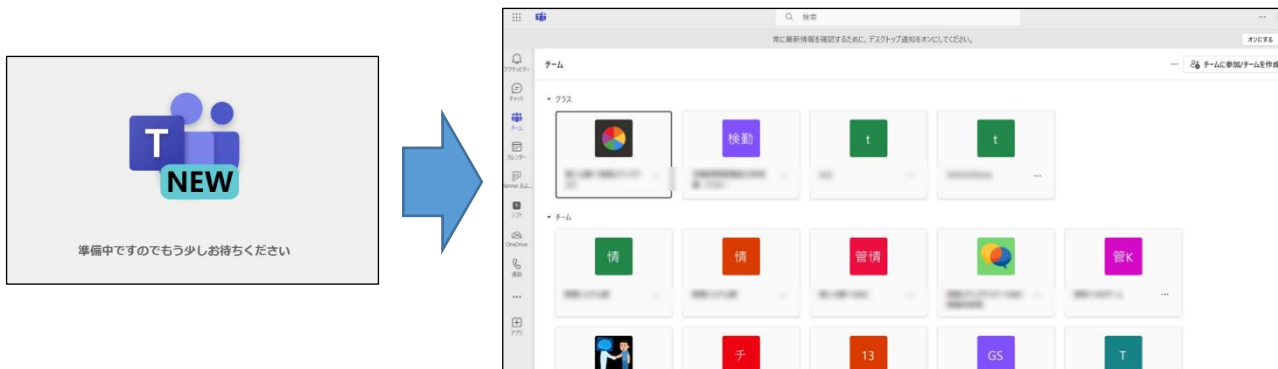 T
NEW
準備中ですのでもう少しお待ちください
検索
常に最新情報を確認するために、デスクトップ通知をオンにしてください。
オンにする
アクティビティ
チャット
チーム
カレンダー
シフト
OneDrive
通話
アプリ
チーム
チームに参加/チームを作成
クラス
検勤
t
t
チーム
情
情
管情
管K
チ
13
GS
T